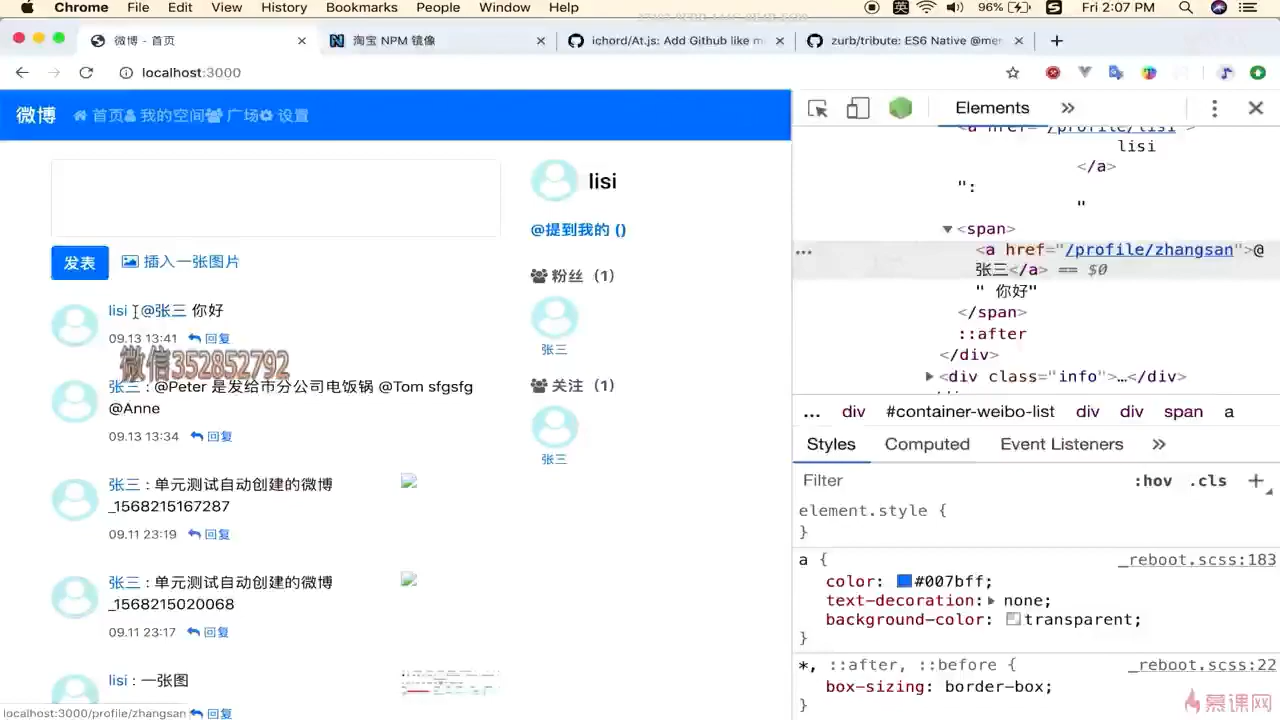 Chrome File Edit View History Bookmarks People Window Help 英 96% S Fri 2:07 PM
微博 - 首页 × 淘宝 NPM 镜像 × ichord/At.js: Add Github like m × zurb/tribute: ES6 Native @mer × +
localhost:3000
微博 首页 我的空间 广场 设置
lisi
@提到我的 ()
发表 插入一张图片
粉丝（1）
张三
关注（1）
张三
lisi : @张三 你好
09.13 13:41 回复
微信352852792
张三 : @Peter 是发给市分公司电饭锅 @Tom sfgsfg
@Anne
09.13 13:34 回复
张三 : 单元测试自动创建的微博
_1568215167287
09.11 23:19 回复
张三 : 单元测试自动创建的微博
_1568215020068
09.11 23:17 回复
lisi : 一张图
localhost:3000/profile/zhangsan 回复
Elements »
<a href="/profile/lisi">
lisi
</a>
":
"
▼<span>
… <a href="/profile/zhangsan">@
张三</a> == $0
" 你好"
</span>
::after
</div>
▶<div class="info">…</div>
... div #container-weibo-list div div span a
Styles Computed Event Listeners »
Filter :hov .cls +
element.style {
}
a { _reboot.scss:183
color: #007bff;
text-decoration:▶ none;
background-color: transparent;
}
*, ::after, ::before { _reboot.scss:22
box-sizing: border-box;
}
慕课网